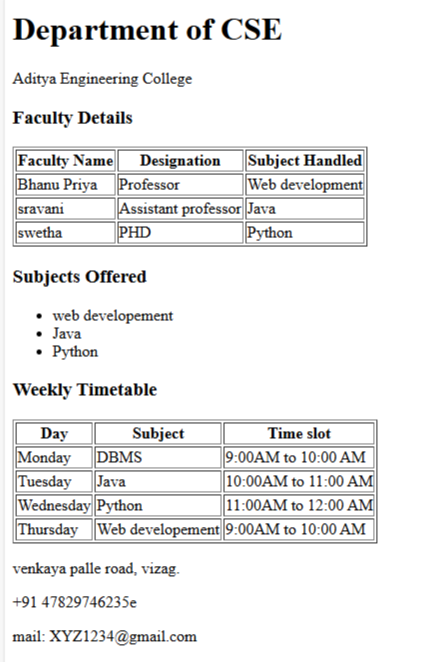 Department of CSE
Aditya Engineering College
Faculty Details
Faculty Name Designation Subject Handled
Bhanu Priya Professor Web development
sravani Assistant professor Java
swetha PHD Python
Subjects Offered
web developement
Java
Python
Weekly Timetable
Day Subject Time slot
Monday DBMS 9:00AM to 10:00 AM
Tuesday Java 10:00AM to 11:00 AM
Wednesday Python 11:00AM to 12:00 AM
Thursday Web developement 9:00AM to 10:00 AM
venkaya palle road, vizag.
+91 47829746235e
mail: XYZ1234@gmail.com